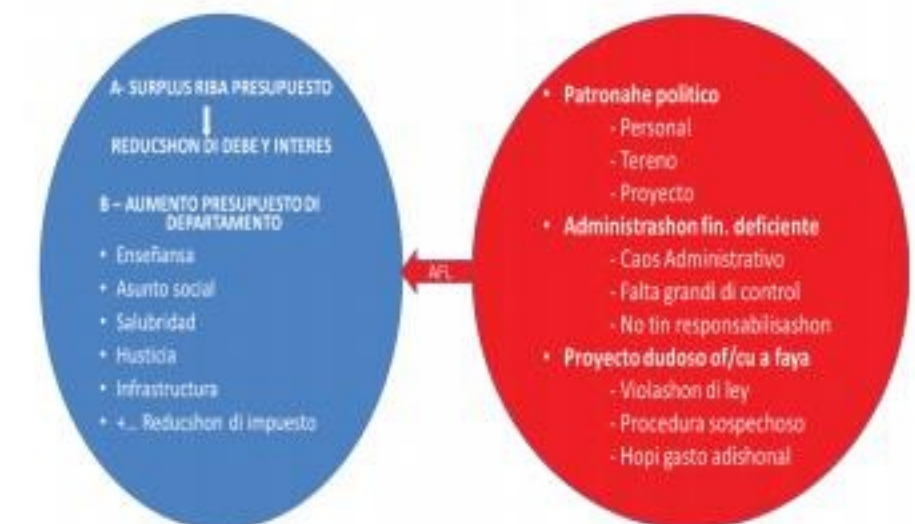 A- SURPLUS RIBA PRESUPUESTO
REDUCSHON DI DEBE Y INTERES
B – AUMENTO PRESUPUESTO DI
DEPARTAMENTO
• Enseñansa
• Asunto social
• Salubridad
• Husticia
• Infrastructura
• +... Reducshon di impuesto
AFL
• Patronahe politico
- Personal
- Tereno
- Proyecto
• Administrashon fin. deficiente
- Caos Administrativo
- Falta grandi di control
- No tin responsabilisashon
• Proyecto dudoso of/cu a faya
- Violashon di ley
- Procedura sospechoso
- Hopi gasto adishonal